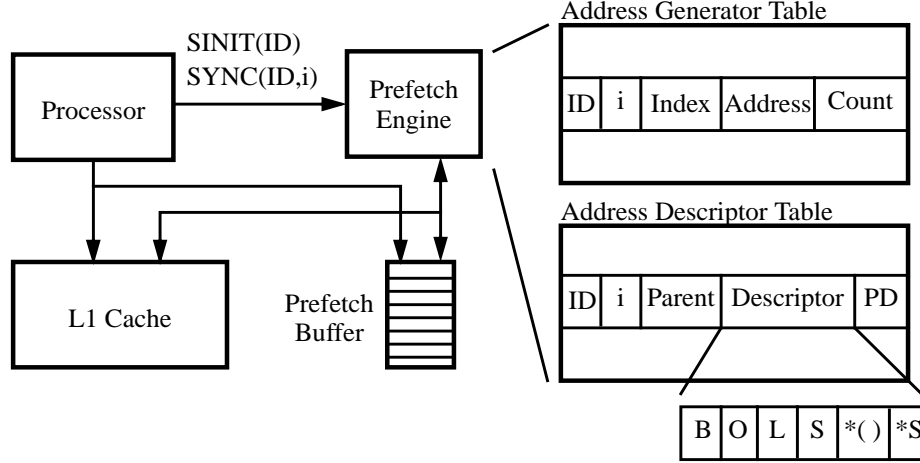 Address Generator Table
SINIT(ID)
SYNC(ID,i)
Processor
Prefetch
Engine
ID i Index Address Count
Address Descriptor Table
L1 Cache
Prefetch
Buffer
ID i Parent Descriptor PD
B O L S *( ) *S